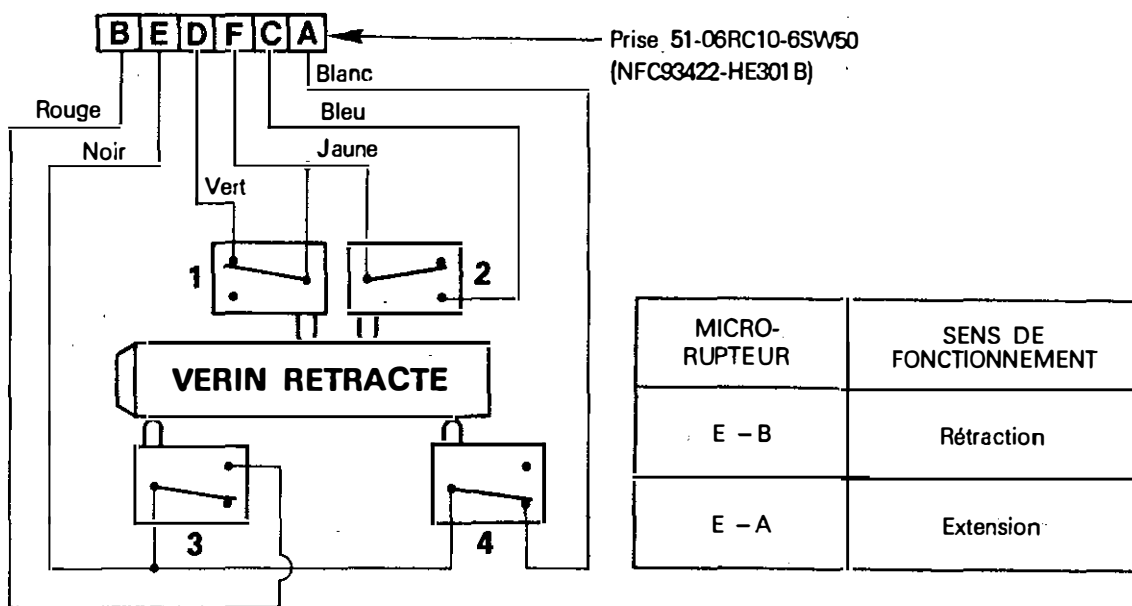 B E D F C A
Prise 51-06RC10-6SW50
(NFC93422-HE301B)
Blanc
Rouge
Bleu
Noir
Jaune
Vert
1
2
VERIN RETRACTE
3
4
MICRO-
RUPTEUR
SENS DE
FONCTIONNEMENT
E – B
Rétraction
E – A
Extension